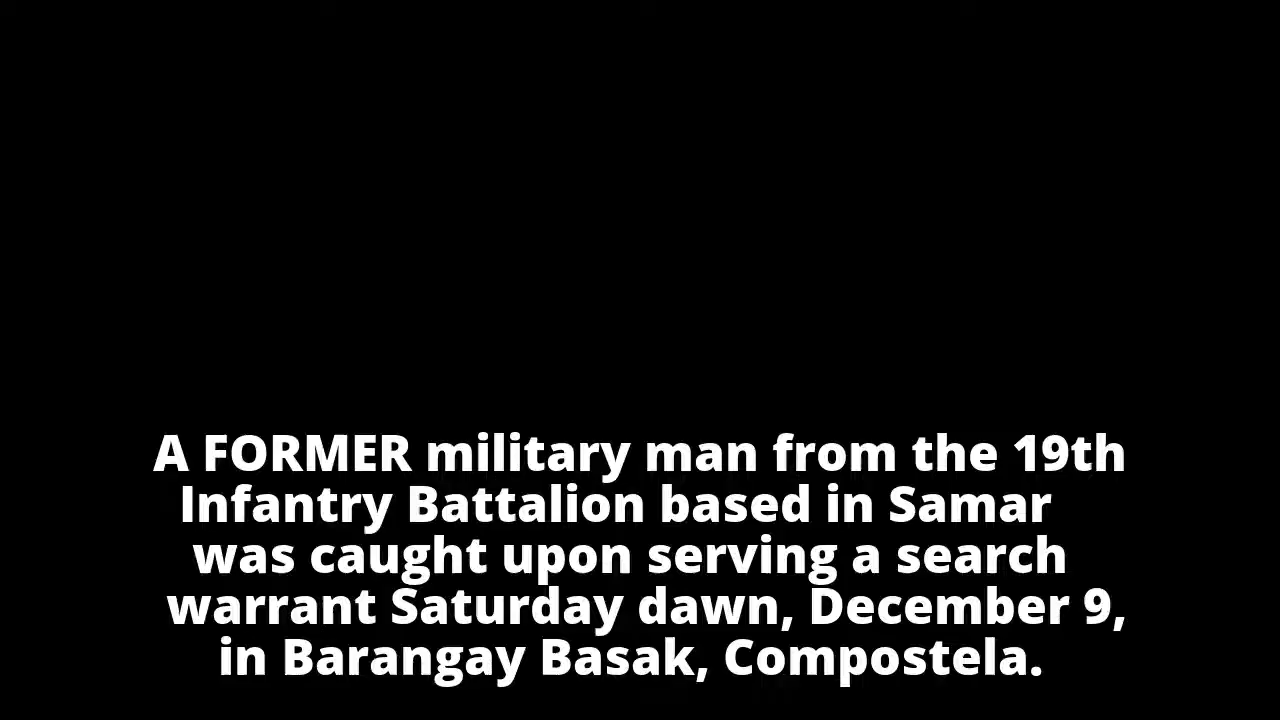 A FORMER military man from the 19th
Infantry Battalion based in Samar
was caught upon serving a search
warrant Saturday dawn, December 9,
in Barangay Basak, Compostela.